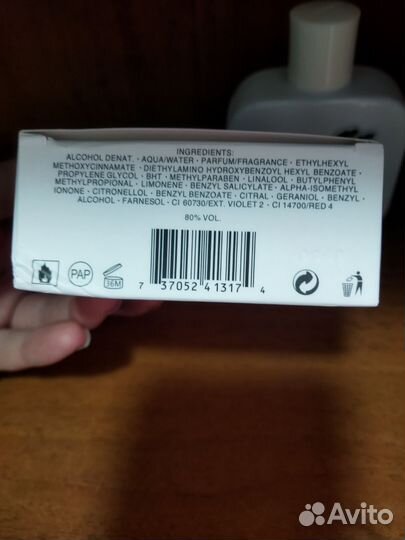 INGREDIENTS:
ALCOHOL DENAT. • AQUA/WATER • PARFUM/FRAGRANCE • ETHYLHEXYL
METHOXYCINNAMATE • DIETHYLAMINO HYDROXYBENZOYL HEXYL BENZOATE •
PROPYLENE GLYCOL • BHT • METHYLPARABEN • LINALOOL • BUTYLPHENYL
METHYLPROPIONAL • LIMONENE • BENZYL SALICYLATE • ALPHA-ISOMETHYL
IONONE • CITRONELLOL • BENZYL BENZOATE • CITRAL • GERANIOL • BENZYL
ALCOHOL • FARNESOL • CI 60730/EXT. VIOLET 2 • CI 14700/RED 4
80% VOL.
PAP
36M
7 37052 41317 4
Avito